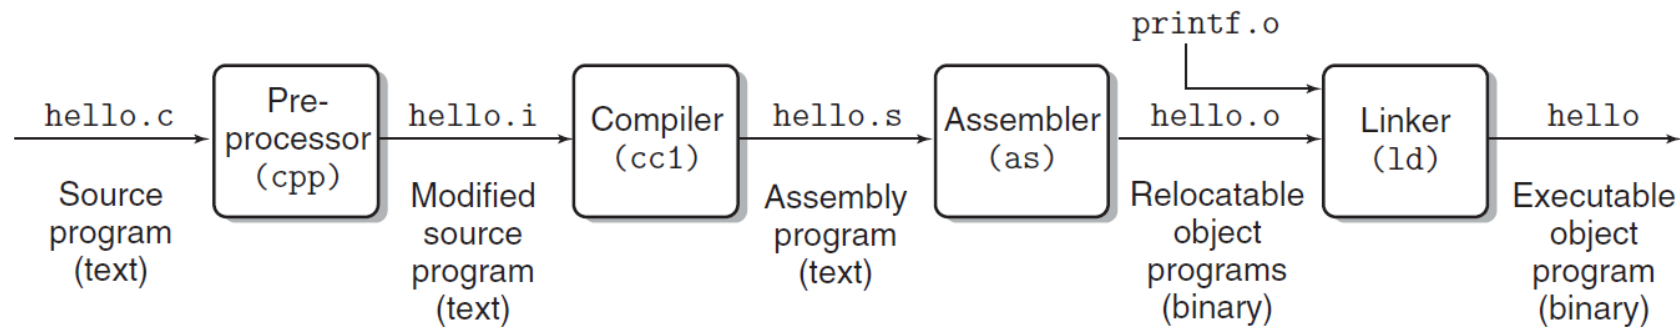 printf.o
hello.c
Pre-
processor
(cpp)
hello.i
Compiler
(cc1)
hello.s
Assembler
(as)
hello.o
Linker
(ld)
hello
Source
program
(text)
Modified
source
program
(text)
Assembly
program
(text)
Relocatable
object
programs
(binary)
Executable
object
program
(binary)